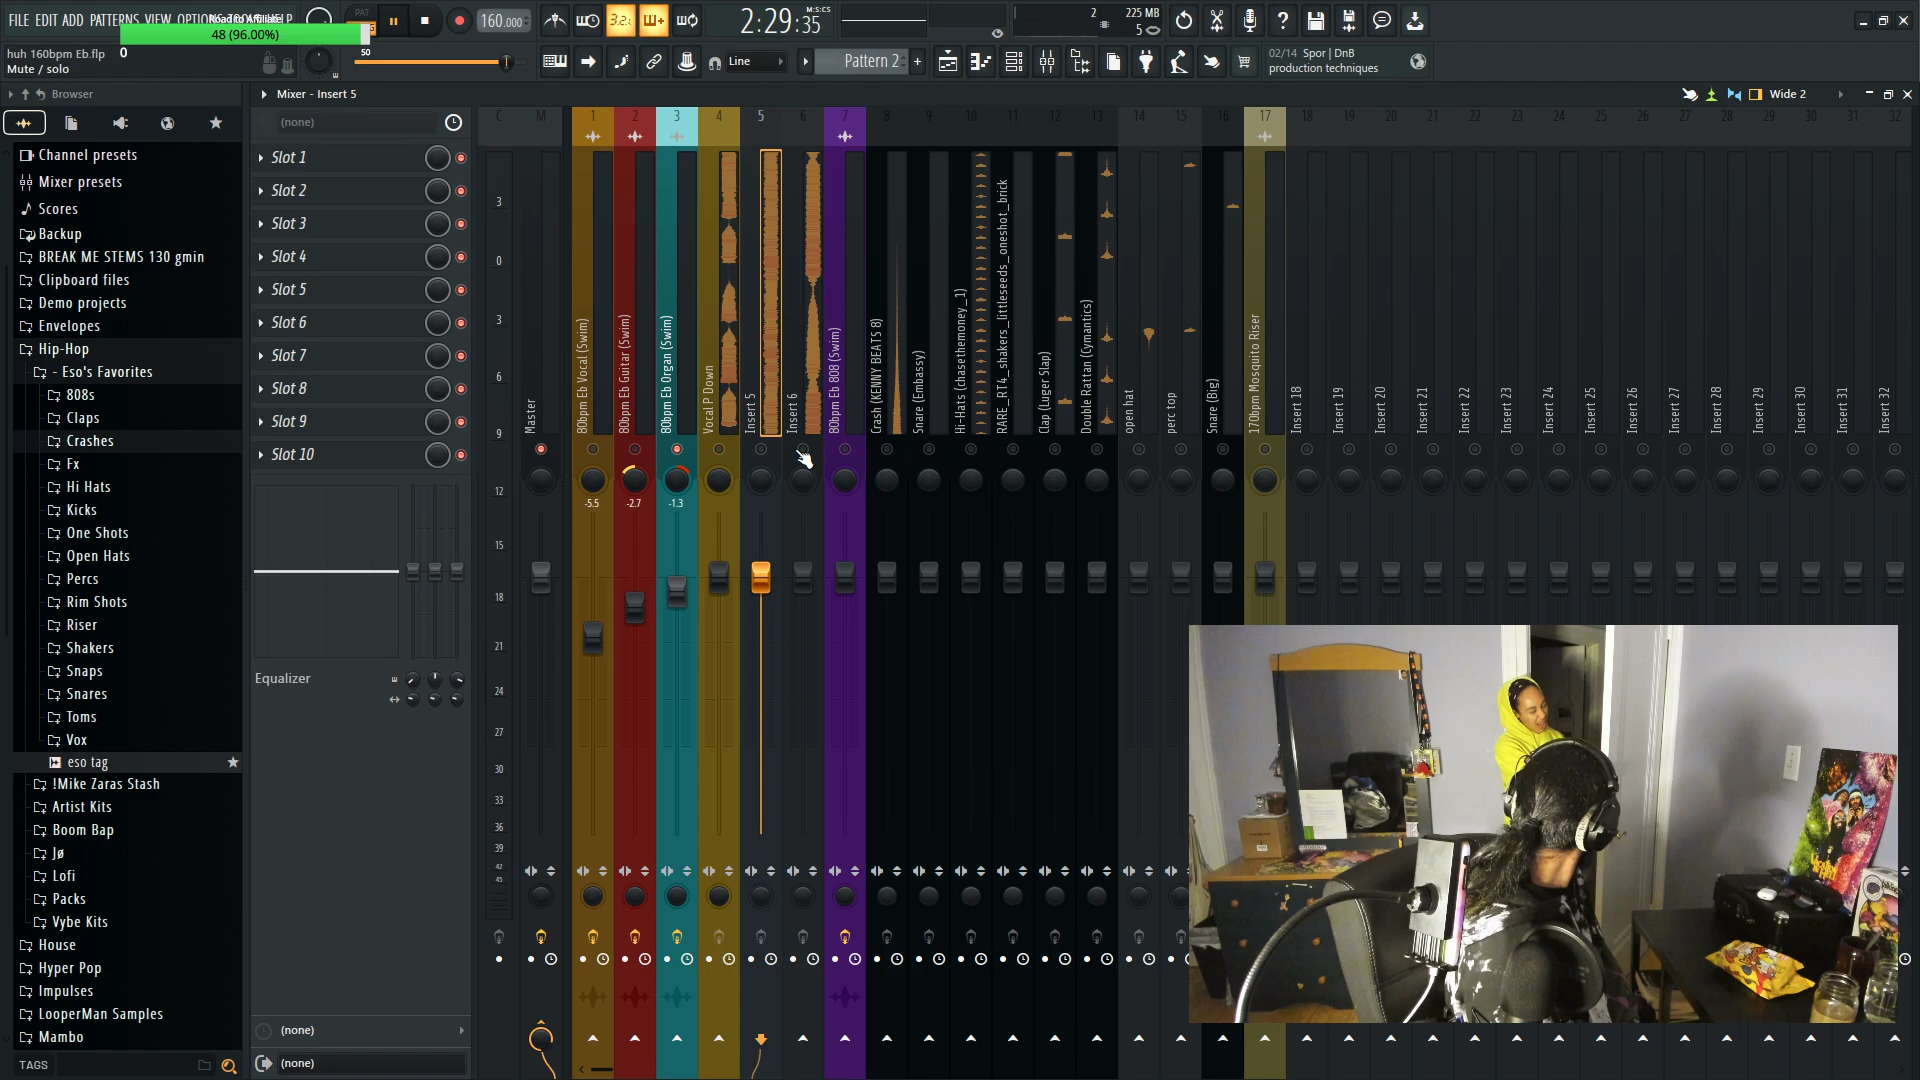 FILE EDIT ADD PATTERNS VIEW
Road to Affiliate!
48 (96.00%)
0
50
huh 160bpm Eb.flp
Mute / solo
PAT
3.2.
160.000
2:29:35
M:S:CS
2
225 MB
5
Line
Pattern 2
02/14 Spor | DnB
production techniques
Browser
Mixer - Insert 5
Wide 2
(none)
Channel presets
Mixer presets
Scores
Backup
BREAK ME STEMS 130 gmin
Clipboard files
Demo projects
Envelopes
Hip-Hop
- Eso's Favorites
808s
Claps
Crashes
Fx
Hi Hats
Kicks
One Shots
Open Hats
Percs
Rim Shots
Riser
Shakers
Snaps
Snares
Toms
Vox
eso tag
!Mike Zaras Stash
Artist Kits
Boom Bap
Jø
Lofi
Packs
Vybe Kits
House
Hyper Pop
Impulses
LooperMan Samples
Mambo
TAGS
Slot 1
Slot 2
Slot 3
Slot 4
Slot 5
Slot 6
Slot 7
Slot 8
Slot 9
Slot 10
Equalizer
(none)
(none)
C M 1 2 3 4 5 6 7 8 9 10 11 12 13 14 15 16 17 18 19 20 21 22 23 24 25 26 27 28 29 30 31 32
3
0
3
6
9
12
15
18
21
24
27
30
33
36
39
42
45
Master
80bpm Eb Vocal (Swim)
80bpm Eb Guitar (Swim)
80bpm Eb Organ (Swim)
Vocal P Down
Insert 5
Insert 6
80bpm Eb 808 (Swim)
Crash (KENNY BEATS 8)
Snare (Embassy)
Hi-Hats (chasethemoney_1)
RARE_RT4_shakers_littleseeds_oneshot_brick
Clap (Luger Slap)
Double Rattan (Cymantics)
open hat
perc top
Snare (Big)
170bpm Mosquito Riser
Insert 18
Insert 19
Insert 20
Insert 21
Insert 22
Insert 23
Insert 24
Insert 25
Insert 26
Insert 27
Insert 28
Insert 29
Insert 30
Insert 31
Insert 32
-5.5
-2.7
-1.3